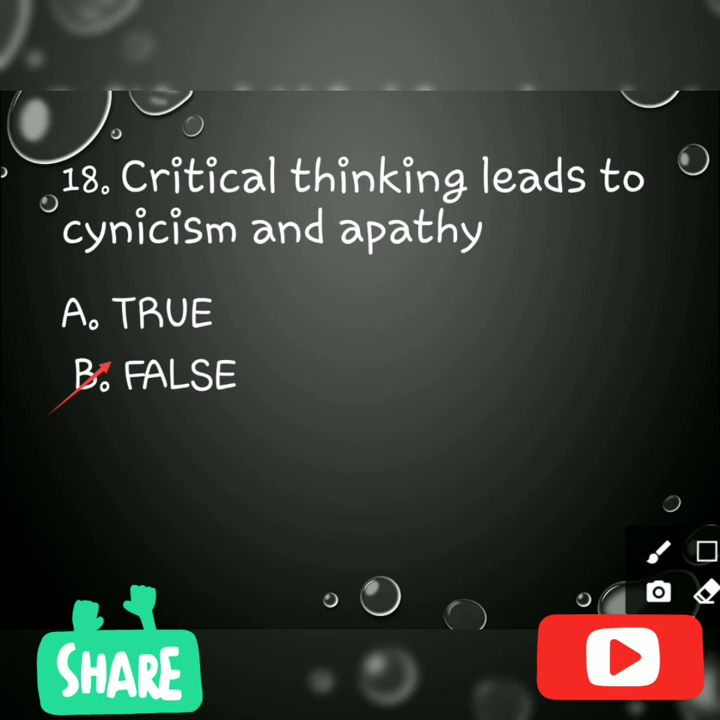 18. Critical thinking leads to
cynicism and apathy
A. TRUE
B. FALSE
SHARE